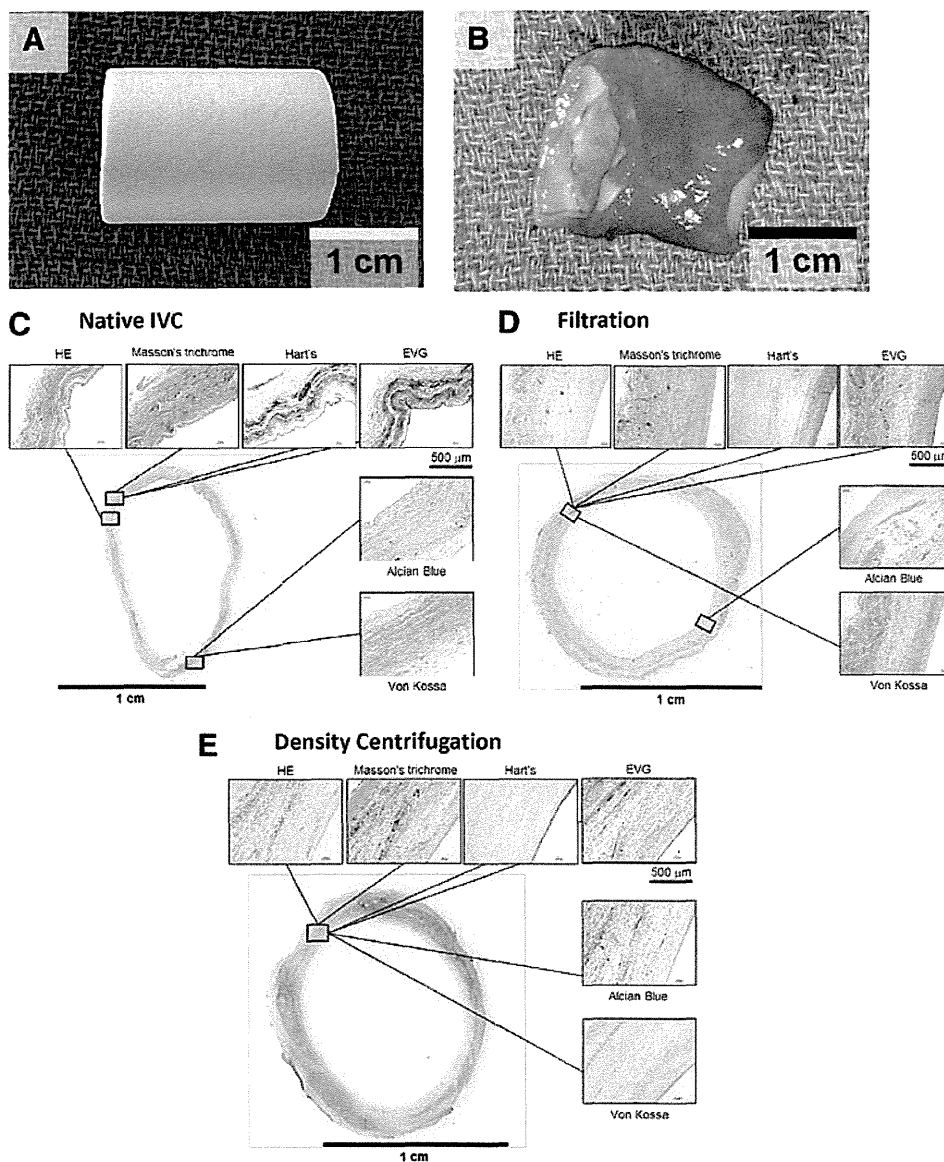 A
1 cm
B
1 cm
C Native IVC
HE Masson's trichrome Hart's EVG
500 µm
Alcian Blue
Von Kossa
1 cm
D Filtration
HE Masson's trichrome Hart's EVG
500 µm
Alcian Blue
Von Kossa
1 cm
E Density Centrifugation
HE Masson's trichrome Hart's EVG
500 µm
Alcian Blue
Von Kossa
1 cm